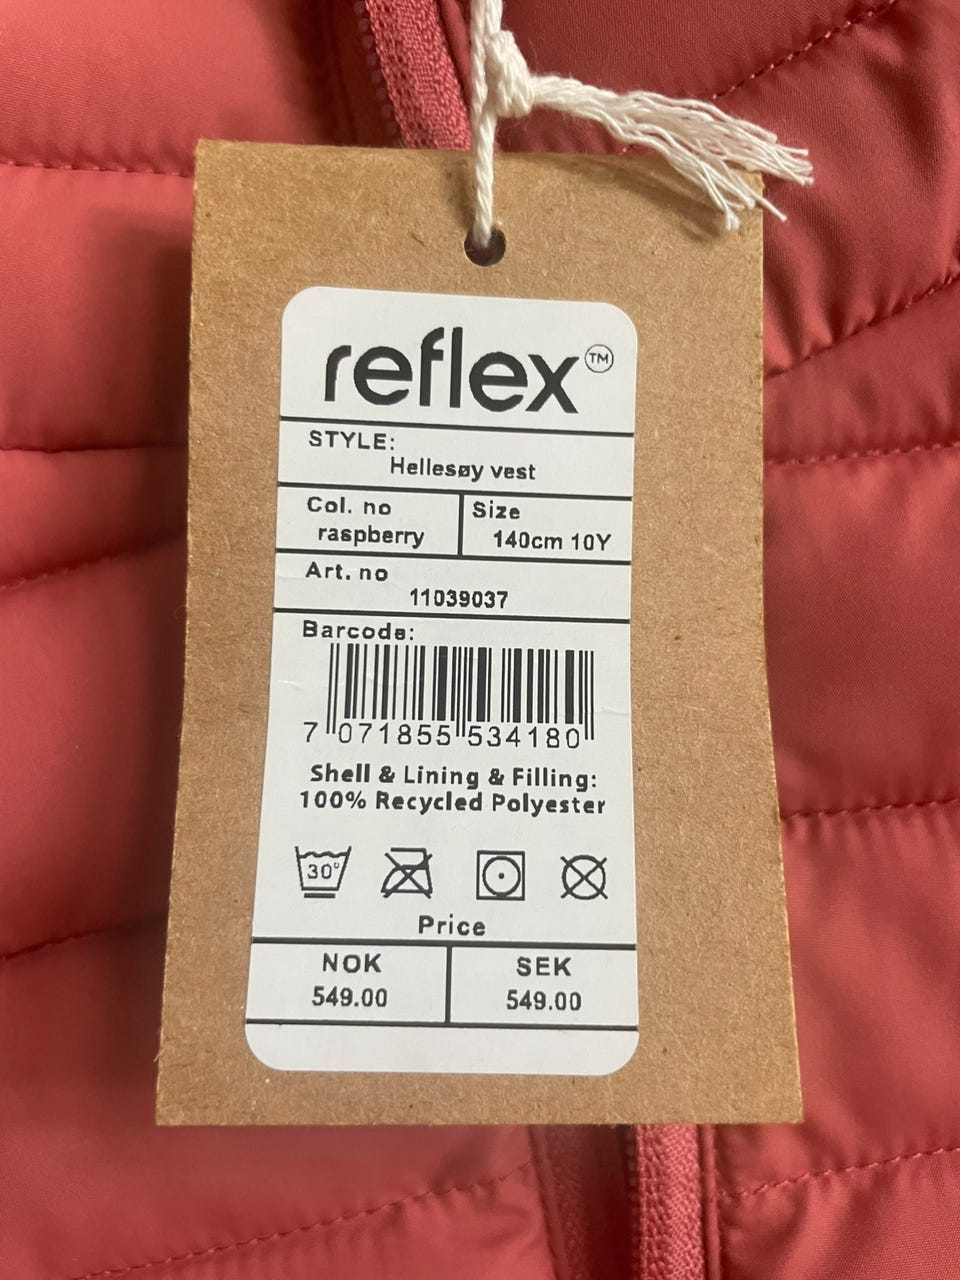 reflex™
STYLE:
Hellesøy vest
Col. no
raspberry
Size
140cm 10Y
Art. no
11039037
Barcode:
7 071855 534180
Shell & Lining & Filling:
100% Recycled Polyester
30°
Price
NOK
549.00
SEK
549.00